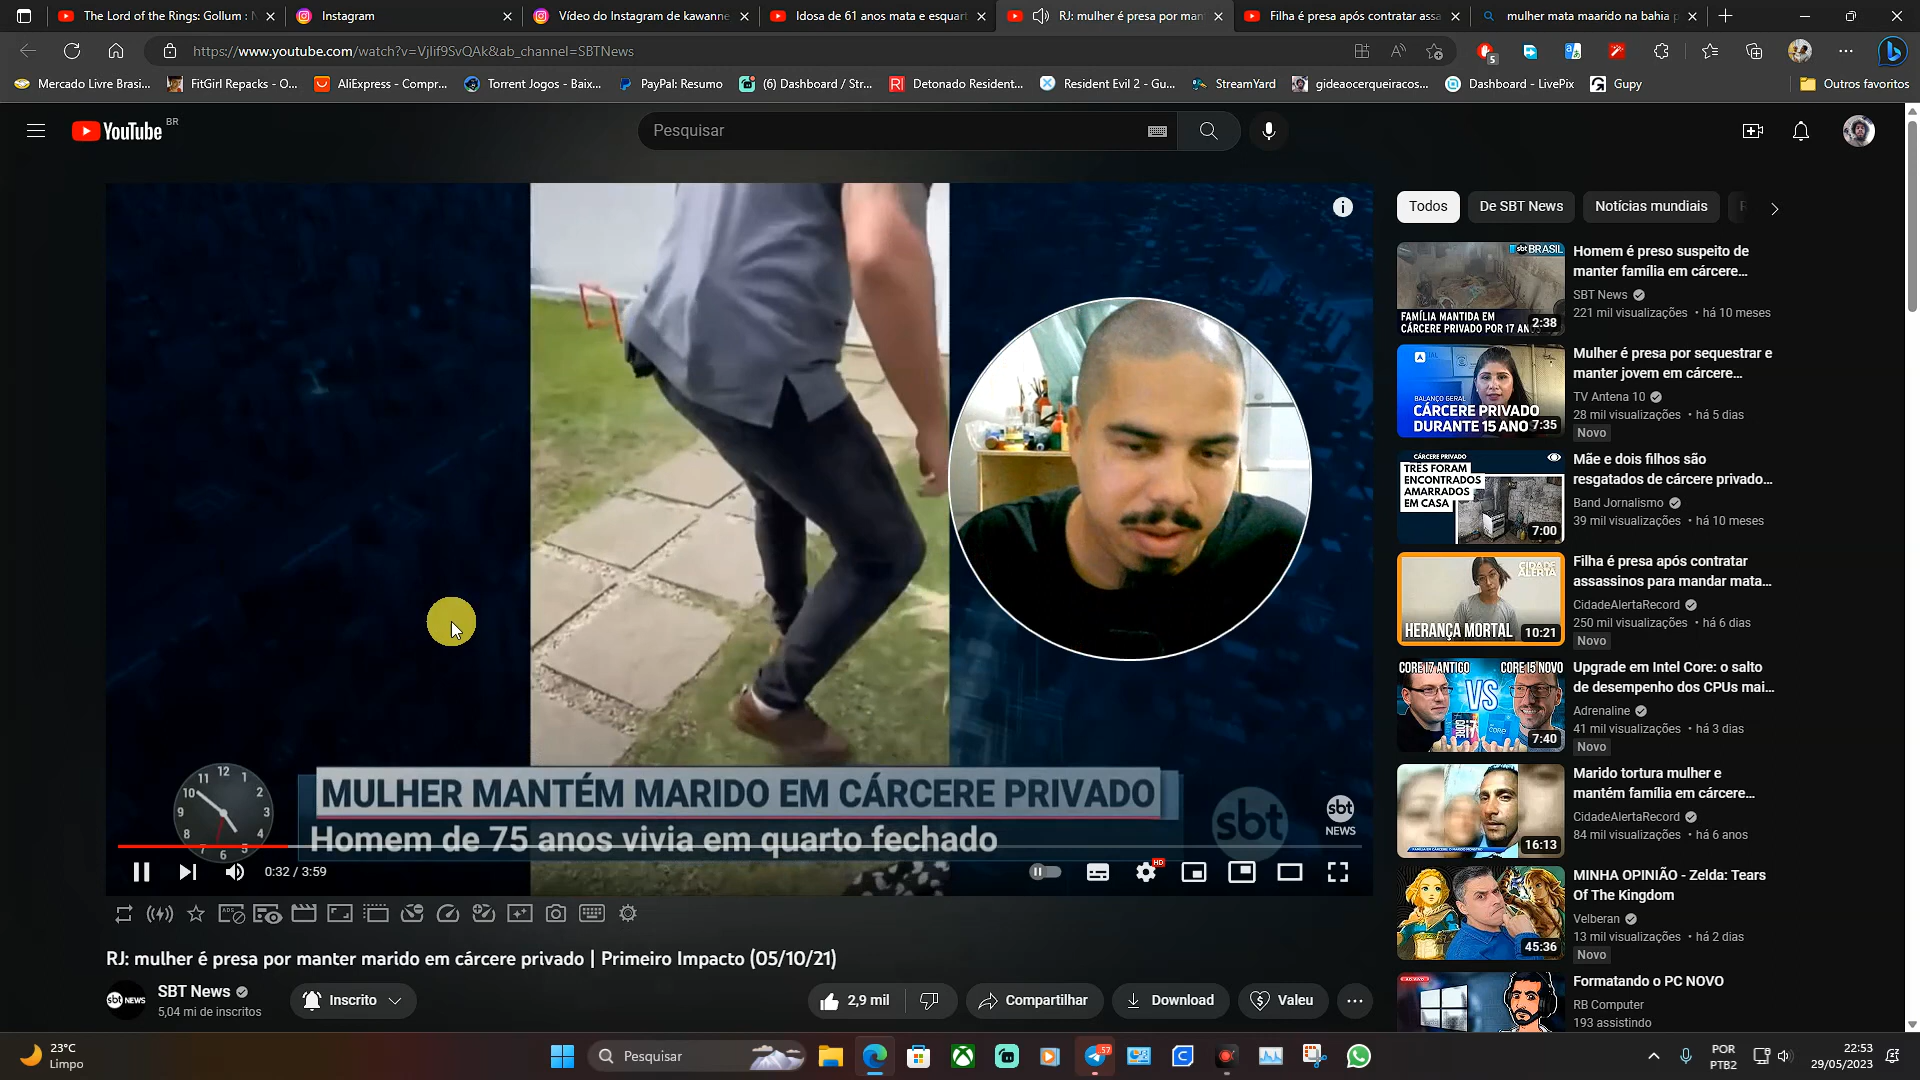 The Lord of the Rings: Gollum :
Instagram
Vídeo do Instagram de kawanne
Idosa de 61 anos mata e esquart
RJ: mulher é presa por man
Filha é presa após contratar assa
mulher mata maarido na bahia p
https://www.youtube.com/watch?v=Vjlif9SvQAk&ab_channel=SBTNews
5
Mercado Livre Brasi...
FitGirl Repacks - O...
AliExpress - Compr...
Torrent Jogos - Baix...
PayPal: Resumo
(6) Dashboard / Str...
Detonado Resident...
Resident Evil 2 - Gu...
StreamYard
gideaocerqueiracos...
Dashboard - LivePix
Gupy
Outros favoritos
YouTube BR
Pesquisar
Todos
De SBT News
Notícias mundiais
MULHER MANTÉM MARIDO EM CÁRCERE PRIVADO
Homem de 75 anos vivia em quarto fechado
sbt
sbt
NEWS
0:32 / 3:59
HD
RJ: mulher é presa por manter marido em cárcere privado | Primeiro Impacto (05/10/21)
SBT News
5,04 mi de inscritos
Inscrito
2,9 mil
Compartilhar
Download
Valeu
sbt BRASIL
FAMÍLIA MANTIDA EM
CÁRCERE PRIVADO POR 17 AN
2:38
Homem é preso suspeito de
manter família em cárcere...
SBT News
221 mil visualizações • há 10 meses
BALANÇO GERAL
CÁRCERE PRIVADO
DURANTE 15 ANO
7:35
Mulher é presa por sequestrar e
manter jovem em cárcere...
TV Antena 10
28 mil visualizações • há 5 dias
Novo
CÁRCERE PRIVADO
TRÊS FORAM
ENCONTRADOS
AMARRADOS
EM CASA
7:00
Mãe e dois filhos são
resgatados de cárcere privado...
Band Jornalismo
39 mil visualizações • há 10 meses
CIDADE
ALERTA
HERANÇA MORTAL
10:21
Filha é presa após contratar
assassinos para mandar mata...
CidadeAlertaRecord
250 mil visualizações • há 6 dias
Novo
CORE I7 ANTIGO
CORE I5 NOVO
VS
7:40
Upgrade em Intel Core: o salto
de desempenho dos CPUs mai...
Adrenaline
41 mil visualizações • há 3 dias
Novo
16:13
Marido tortura mulher e
mantém família em cárcere...
CidadeAlertaRecord
84 mil visualizações • há 6 anos
45:36
MINHA OPINIÃO - Zelda: Tears
Of The Kingdom
Velberan
13 mil visualizações • há 2 dias
Novo
Formatando o PC NOVO
RB Computer
193 assistindo
23°C
Limpo
Pesquisar
57
POR
PTB2
22:53
29/05/2023